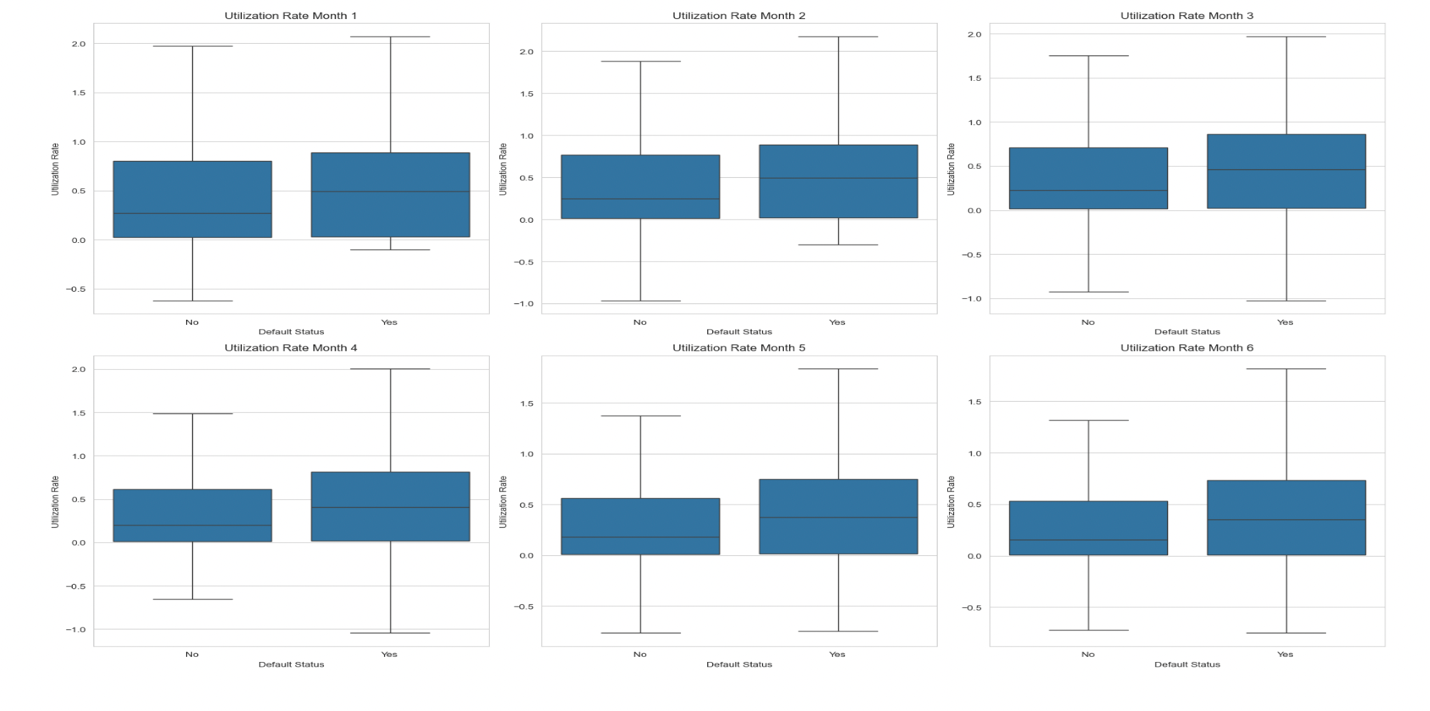 Utilization Rate Month 1
Utilization Rate
2.0
1.5
1.0
0.5
0.0
−0.5
No
Yes
Default Status
Utilization Rate Month 2
Utilization Rate
2.0
1.5
1.0
0.5
0.0
−0.5
−1.0
No
Yes
Default Status
Utilization Rate Month 3
Utilization Rate
2.0
1.5
1.0
0.5
0.0
−0.5
−1.0
No
Yes
Default Status
Utilization Rate Month 4
Utilization Rate
2.0
1.5
1.0
0.5
0.0
−0.5
−1.0
No
Yes
Default Status
Utilization Rate Month 5
Utilization Rate
1.5
1.0
0.5
0.0
−0.5
No
Yes
Default Status
Utilization Rate Month 6
Utilization Rate
1.5
1.0
0.5
0.0
−0.5
No
Yes
Default Status